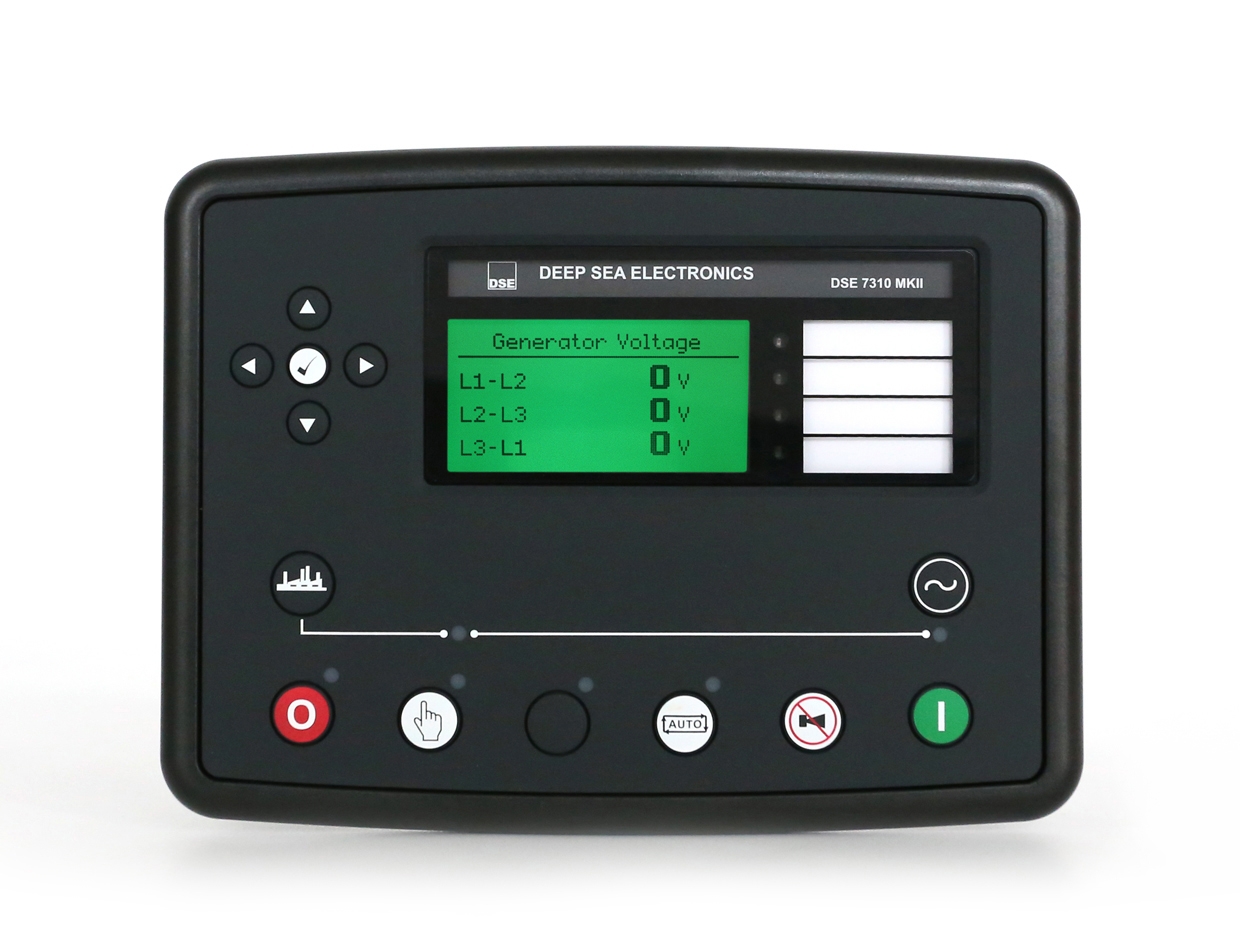 DSE
DEEP SEA ELECTRONICS
DSE 7310 MKII
Generator Voltage
L1-L2 0 V
L2-L3 0 V
L3-L1 0 V
O
AUTO
I